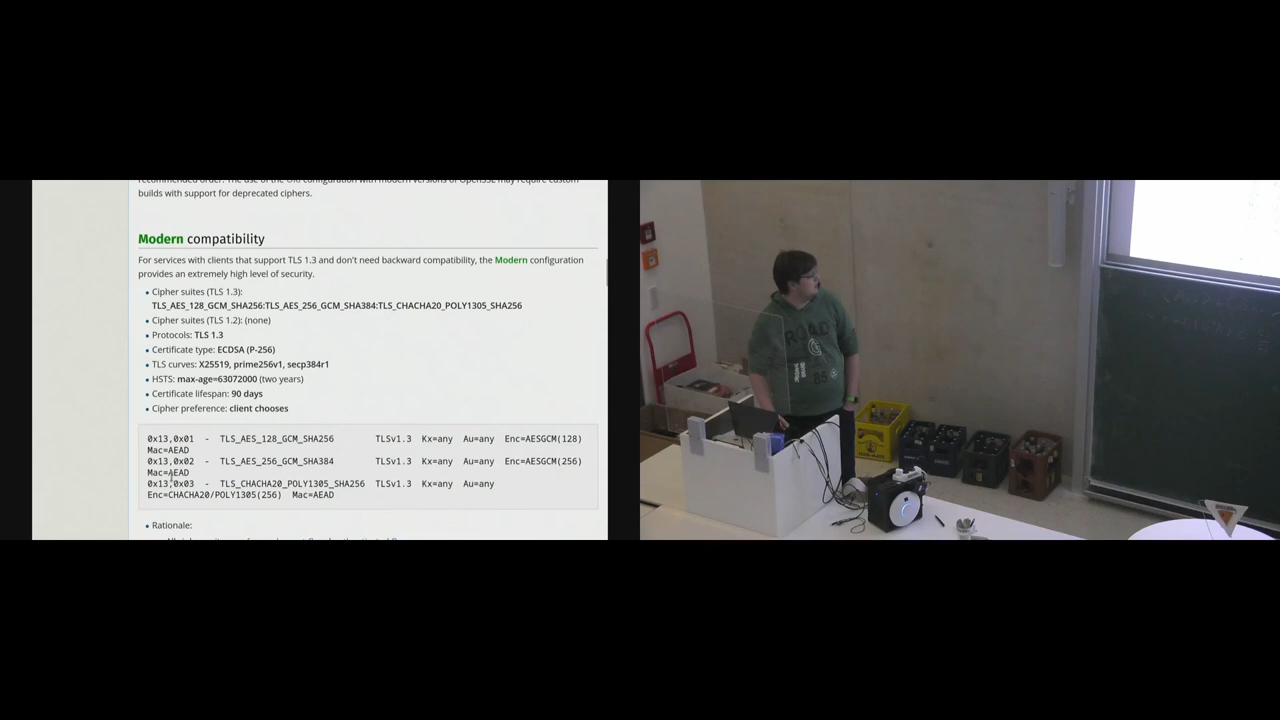 builds with support for deprecated ciphers.
Modern compatibility
For services with clients that support TLS 1.3 and don't need backward compatibility, the Modern configuration
provides an extremely high level of security.
• Cipher suites (TLS 1.3):
TLS_AES_128_GCM_SHA256:TLS_AES_256_GCM_SHA384:TLS_CHACHA20_POLY1305_SHA256
• Cipher suites (TLS 1.2): (none)
• Protocols: TLS 1.3
• Certificate type: ECDSA (P-256)
• TLS curves: X25519, prime256v1, secp384r1
• HSTS: max-age=63072000 (two years)
• Certificate lifespan: 90 days
• Cipher preference: client chooses
0x13,0x01 - TLS_AES_128_GCM_SHA256 TLSv1.3 Kx=any Au=any Enc=AESGCM(128)
Mac=AEAD
0x13,0x02 - TLS_AES_256_GCM_SHA384 TLSv1.3 Kx=any Au=any Enc=AESGCM(256)
Mac=AEAD
0x13,0x03 - TLS_CHACHA20_POLY1305_SHA256 TLSv1.3 Kx=any Au=any
Enc=CHACHA20/POLY1305(256) Mac=AEAD
• Rationale:
ROAD
85